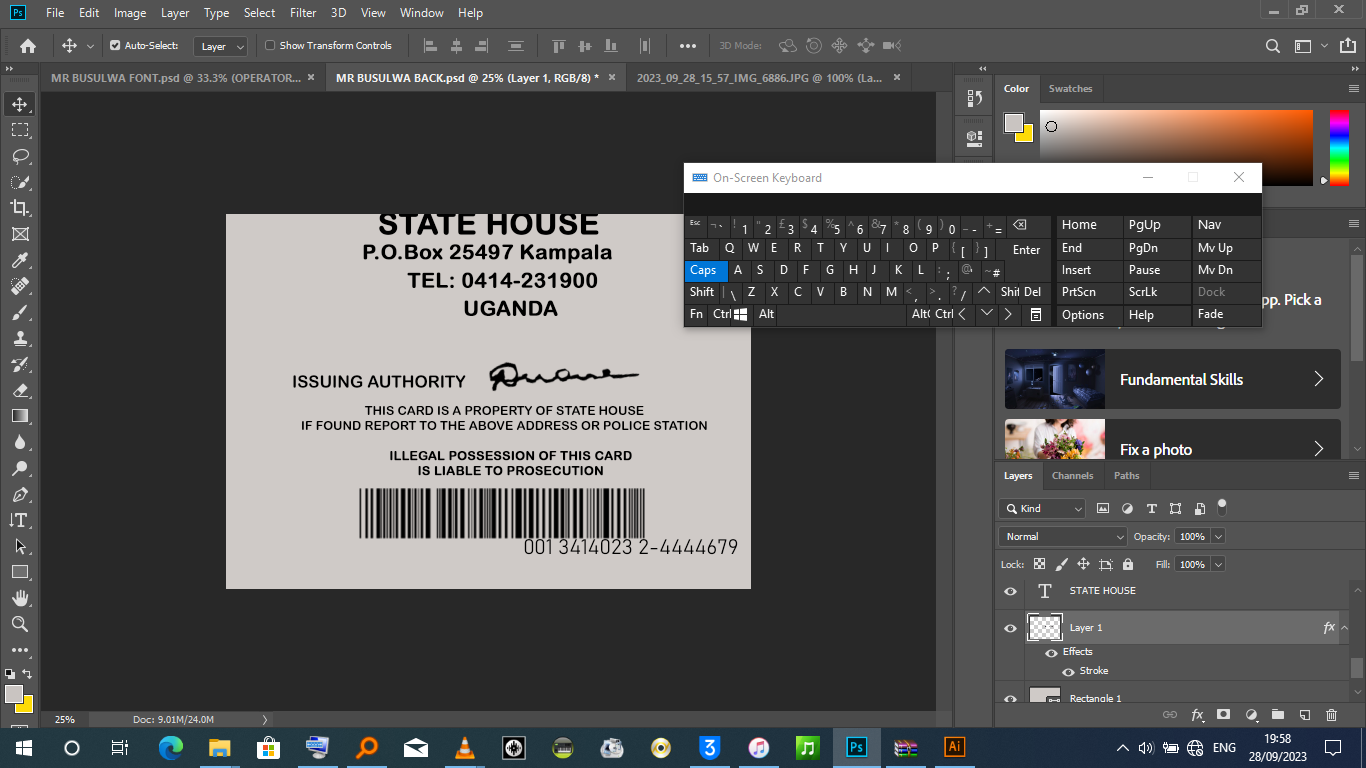 Ps File Edit Image Layer Type Select Filter 3D View Window Help
Auto-Select: Layer Show Transform Controls 3D Mode:
MR BUSULWA FONT.psd @ 33.3% (OPERATOR... × MR BUSULWA BACK.psd @ 25% (Layer 1, RGB/8) * × 2023_09_28_15_57_IMG_6886.JPG @ 100% (La... ×
Color Swatches
On-Screen Keyboard
Esc ¬ ` ! 1 " 2 £ 3 $ 4 % 5 ^ 6 & 7 * 8 ( 9 ) 0 _ - + = Home PgUp Nav
Tab Q W E R T Y U I O P { [ } ] Enter End PgDn Mv Up
Caps A S D F G H J K L : ; @ ' ~ # Insert Pause Mv Dn
Shift | \ Z X C V B N M < , > . ? / Shift Del PrtScn ScrLk Dock
Fn Ctrl Alt Alt Ctrl Options Help Fade
STATE HOUSE
P.O.Box 25497 Kampala
TEL: 0414-231900
UGANDA
ISSUING AUTHORITY
THIS CARD IS A PROPERTY OF STATE HOUSE
IF FOUND REPORT TO THE ABOVE ADDRESS OR POLICE STATION
ILLEGAL POSSESSION OF THIS CARD
IS LIABLE TO PROSECUTION
001 3414023 2-4444679
pp. Pick a
Fundamental Skills
Fix a photo
Layers Channels Paths
Kind
Normal Opacity: 100%
Lock: Fill: 100%
STATE HOUSE
Layer 1 fx
Effects
Stroke
Rectangle 1
fx
25% Doc: 9.01M/24.0M
3 Ps Ai ENG
19:58
28/09/2023